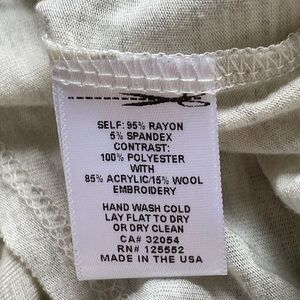 SELF: 95% RAYON
5% SPANDEX
CONTRAST:
100% POLYESTER
WITH
85% ACRYLIC/15% WOOL
EMBROIDERY
HAND WASH COLD
LAY FLAT TO DRY
OR DRY CLEAN
CA# 32054
RN# 125552
MADE IN THE USA